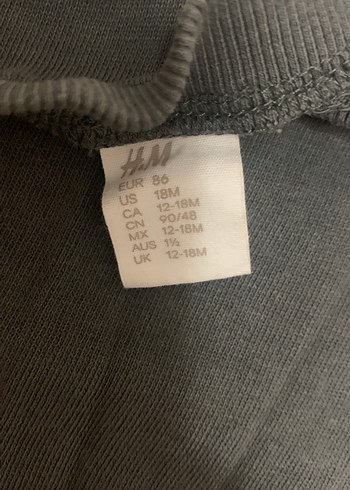 H&M
EUR 86
US 18M
CA 12-18M
CN 90/48
MX 12-18M
AUS 1½
UK 12-18M